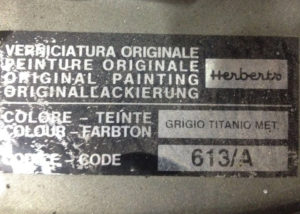 VERNICIATURA ORIGINALE
PEINTURE ORIGINALE
ORIGINAL PAINTING
ORIGINALLACKIERUNG
Herberts
COLORE - TEINTE
COLOUR - FARBTON
GRIGIO TITANIO MET.
CODICE - CODE
613/A